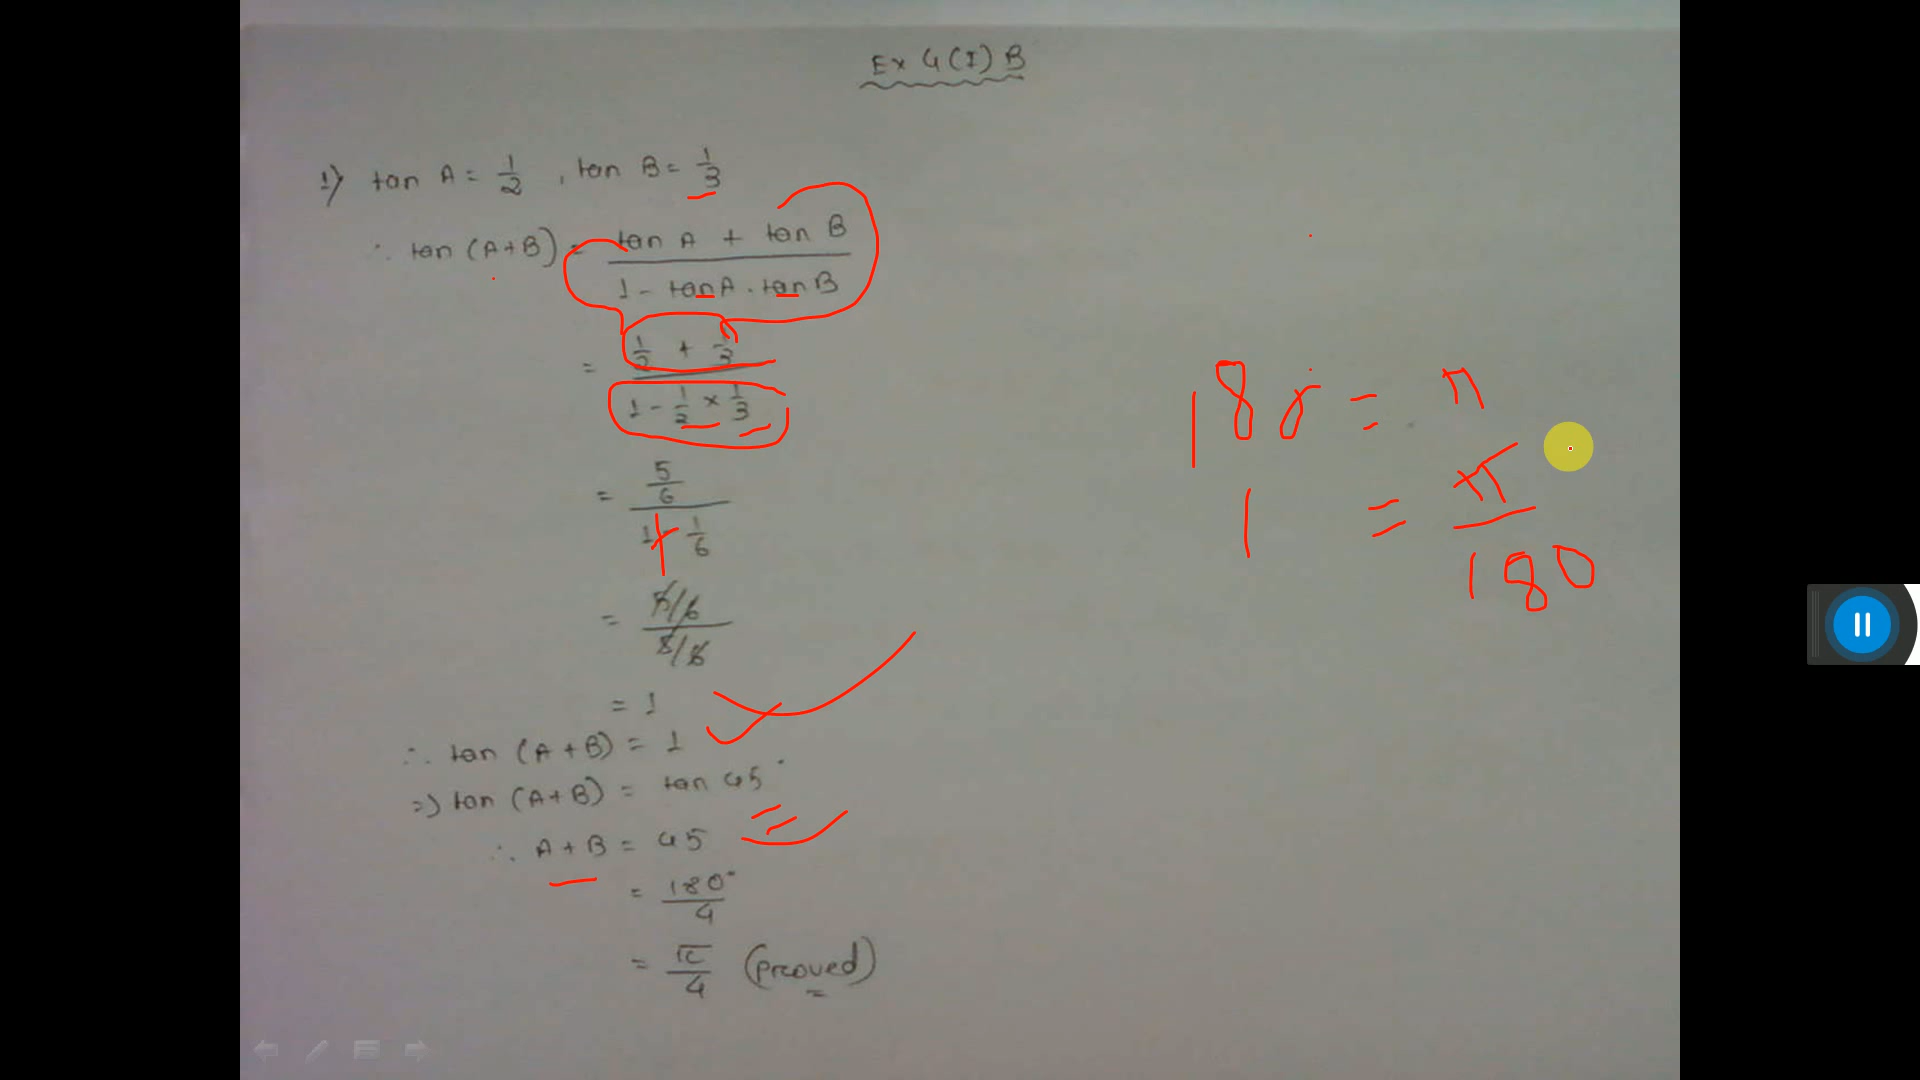 Ex 4(I) B
1) tan A = 1/2 , tan B = 1/3
∴ tan (A+B) = (tan A + tan B)/(1 - tanA . tanB)
= (1/2 + 1/3)/(1 - 1/2 × 1/3)
= (5/6)/(1 - 1/6)
= (5/6)/(5/6)
= 1
∴ tan (A+B) = 1
=> tan (A+B) = tan 45°
∴ A+B = 45
= 180°/4
= π/4 (proved)
180 = π
1 = π/180